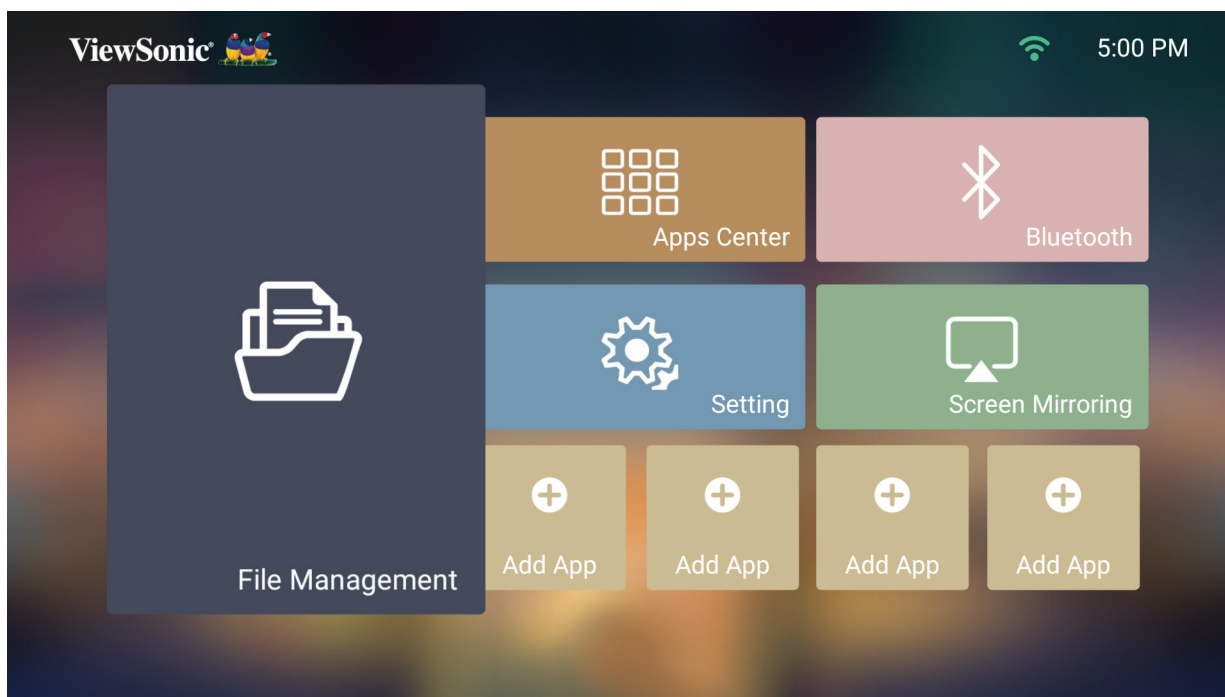 ViewSonic®
5:00 PM
Apps Center
Bluetooth
Setting
Screen Mirroring
File Management
Add App
Add App
Add App
Add App